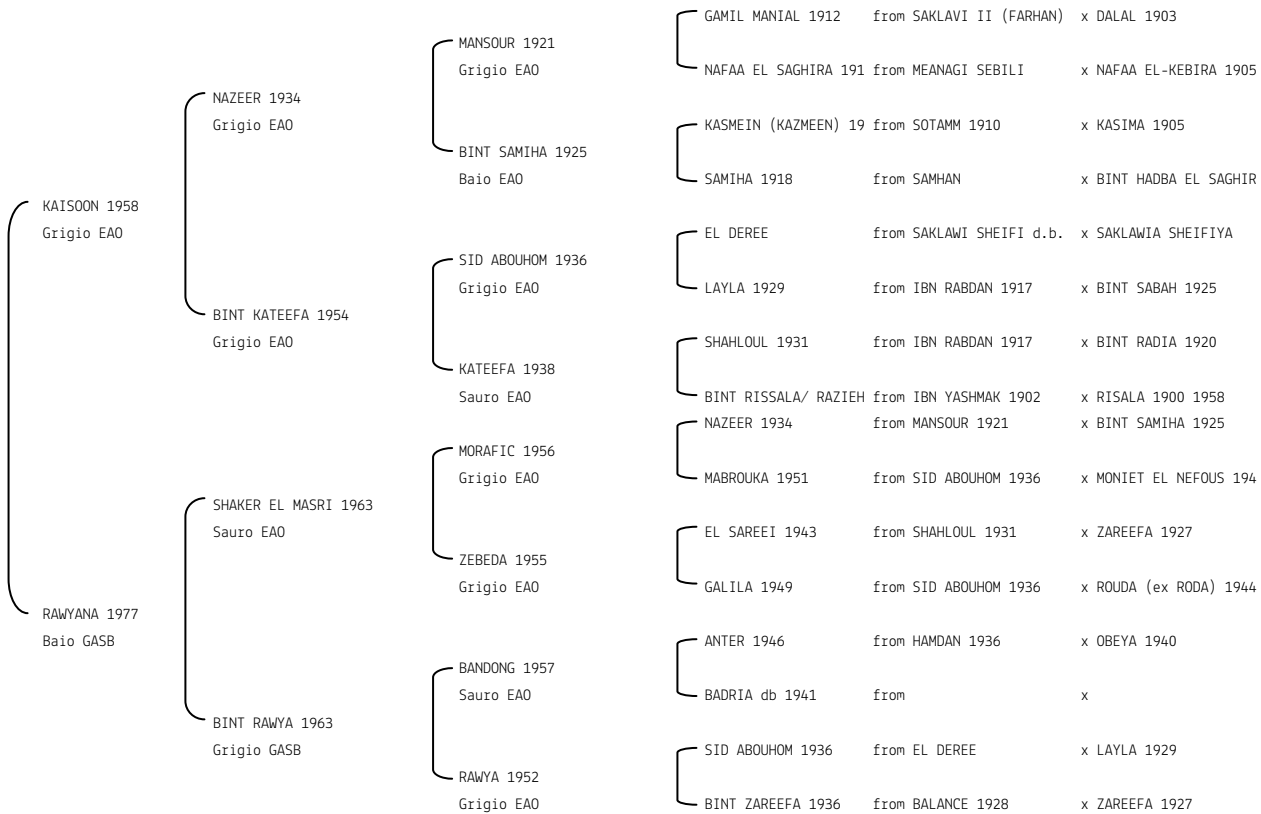 GAMIL MANIAL 1912 from SAKLAVI II (FARHAN) x DALAL 1903
MANSOUR 1921
Grigio EAO
NAFAA EL SAGHIRA 191 from MEANAGI SEBILI x NAFAA EL-KEBIRA 1905
NAZEER 1934
Grigio EAO
KASMEIN (KAZMEEN) 19 from SOTAMM 1910 x KASIMA 1905
BINT SAMIHA 1925
Baio EAO
SAMIHA 1918 from SAMHAN x BINT HADBA EL SAGHIR
KAISOON 1958
Grigio EAO
EL DEREE from SAKLAWI SHEIFI d.b. x SAKLAWIA SHEIFIYA
SID ABOUHOM 1936
Grigio EAO
LAYLA 1929 from IBN RABDAN 1917 x BINT SABAH 1925
BINT KATEEFA 1954
Grigio EAO
SHAHLOUL 1931 from IBN RABDAN 1917 x BINT RADIA 1920
KATEEFA 1938
Sauro EAO
BINT RISSALA/ RAZIEH from IBN YASHMAK 1902 x RISALA 1900 1958
NAZEER 1934 from MANSOUR 1921 x BINT SAMIHA 1925
MORAFIC 1956
Grigio EAO
MABROUKA 1951 from SID ABOUHOM 1936 x MONIET EL NEFOUS 194
SHAKER EL MASRI 1963
Sauro EAO
EL SAREEI 1943 from SHAHLOUL 1931 x ZAREEFA 1927
ZEBEDA 1955
Grigio EAO
GALILA 1949 from SID ABOUHOM 1936 x ROUDA (ex RODA) 1944
RAWYANA 1977
Baio GASB
ANTER 1946 from HAMDAN 1936 x OBEYA 1940
BANDONG 1957
Sauro EAO
BADRIA db 1941 from x
BINT RAWYA 1963
Grigio GASB
SID ABOUHOM 1936 from EL DEREE x LAYLA 1929
RAWYA 1952
Grigio EAO
BINT ZAREEFA 1936 from BALANCE 1928 x ZAREEFA 1927